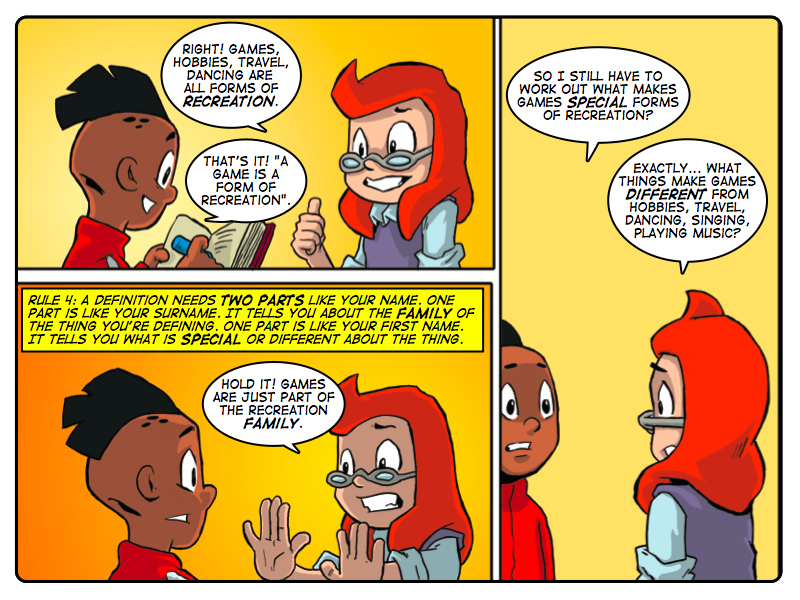 RIGHT! GAMES,
HOBBIES, TRAVEL,
DANCING ARE
ALL FORMS OF
RECREATION.
THAT'S IT! "A
GAME IS A
FORM OF
RECREATION".
RULE 4: A DEFINITION NEEDS TWO PARTS LIKE YOUR NAME. ONE
PART IS LIKE YOUR SURNAME. IT TELLS YOU ABOUT THE FAMILY OF
THE THING YOU'RE DEFINING. ONE PART IS LIKE YOUR FIRST NAME.
IT TELLS YOU WHAT IS SPECIAL OR DIFFERENT ABOUT THE THING.
HOLD IT! GAMES
ARE JUST PART OF
THE RECREATION
FAMILY.
SO I STILL HAVE TO
WORK OUT WHAT MAKES
GAMES SPECIAL FORMS
OF RECREATION?
EXACTLY... WHAT
THINGS MAKE GAMES
DIFFERENT FROM
HOBBIES, TRAVEL,
DANCING, SINGING,
PLAYING MUSIC?